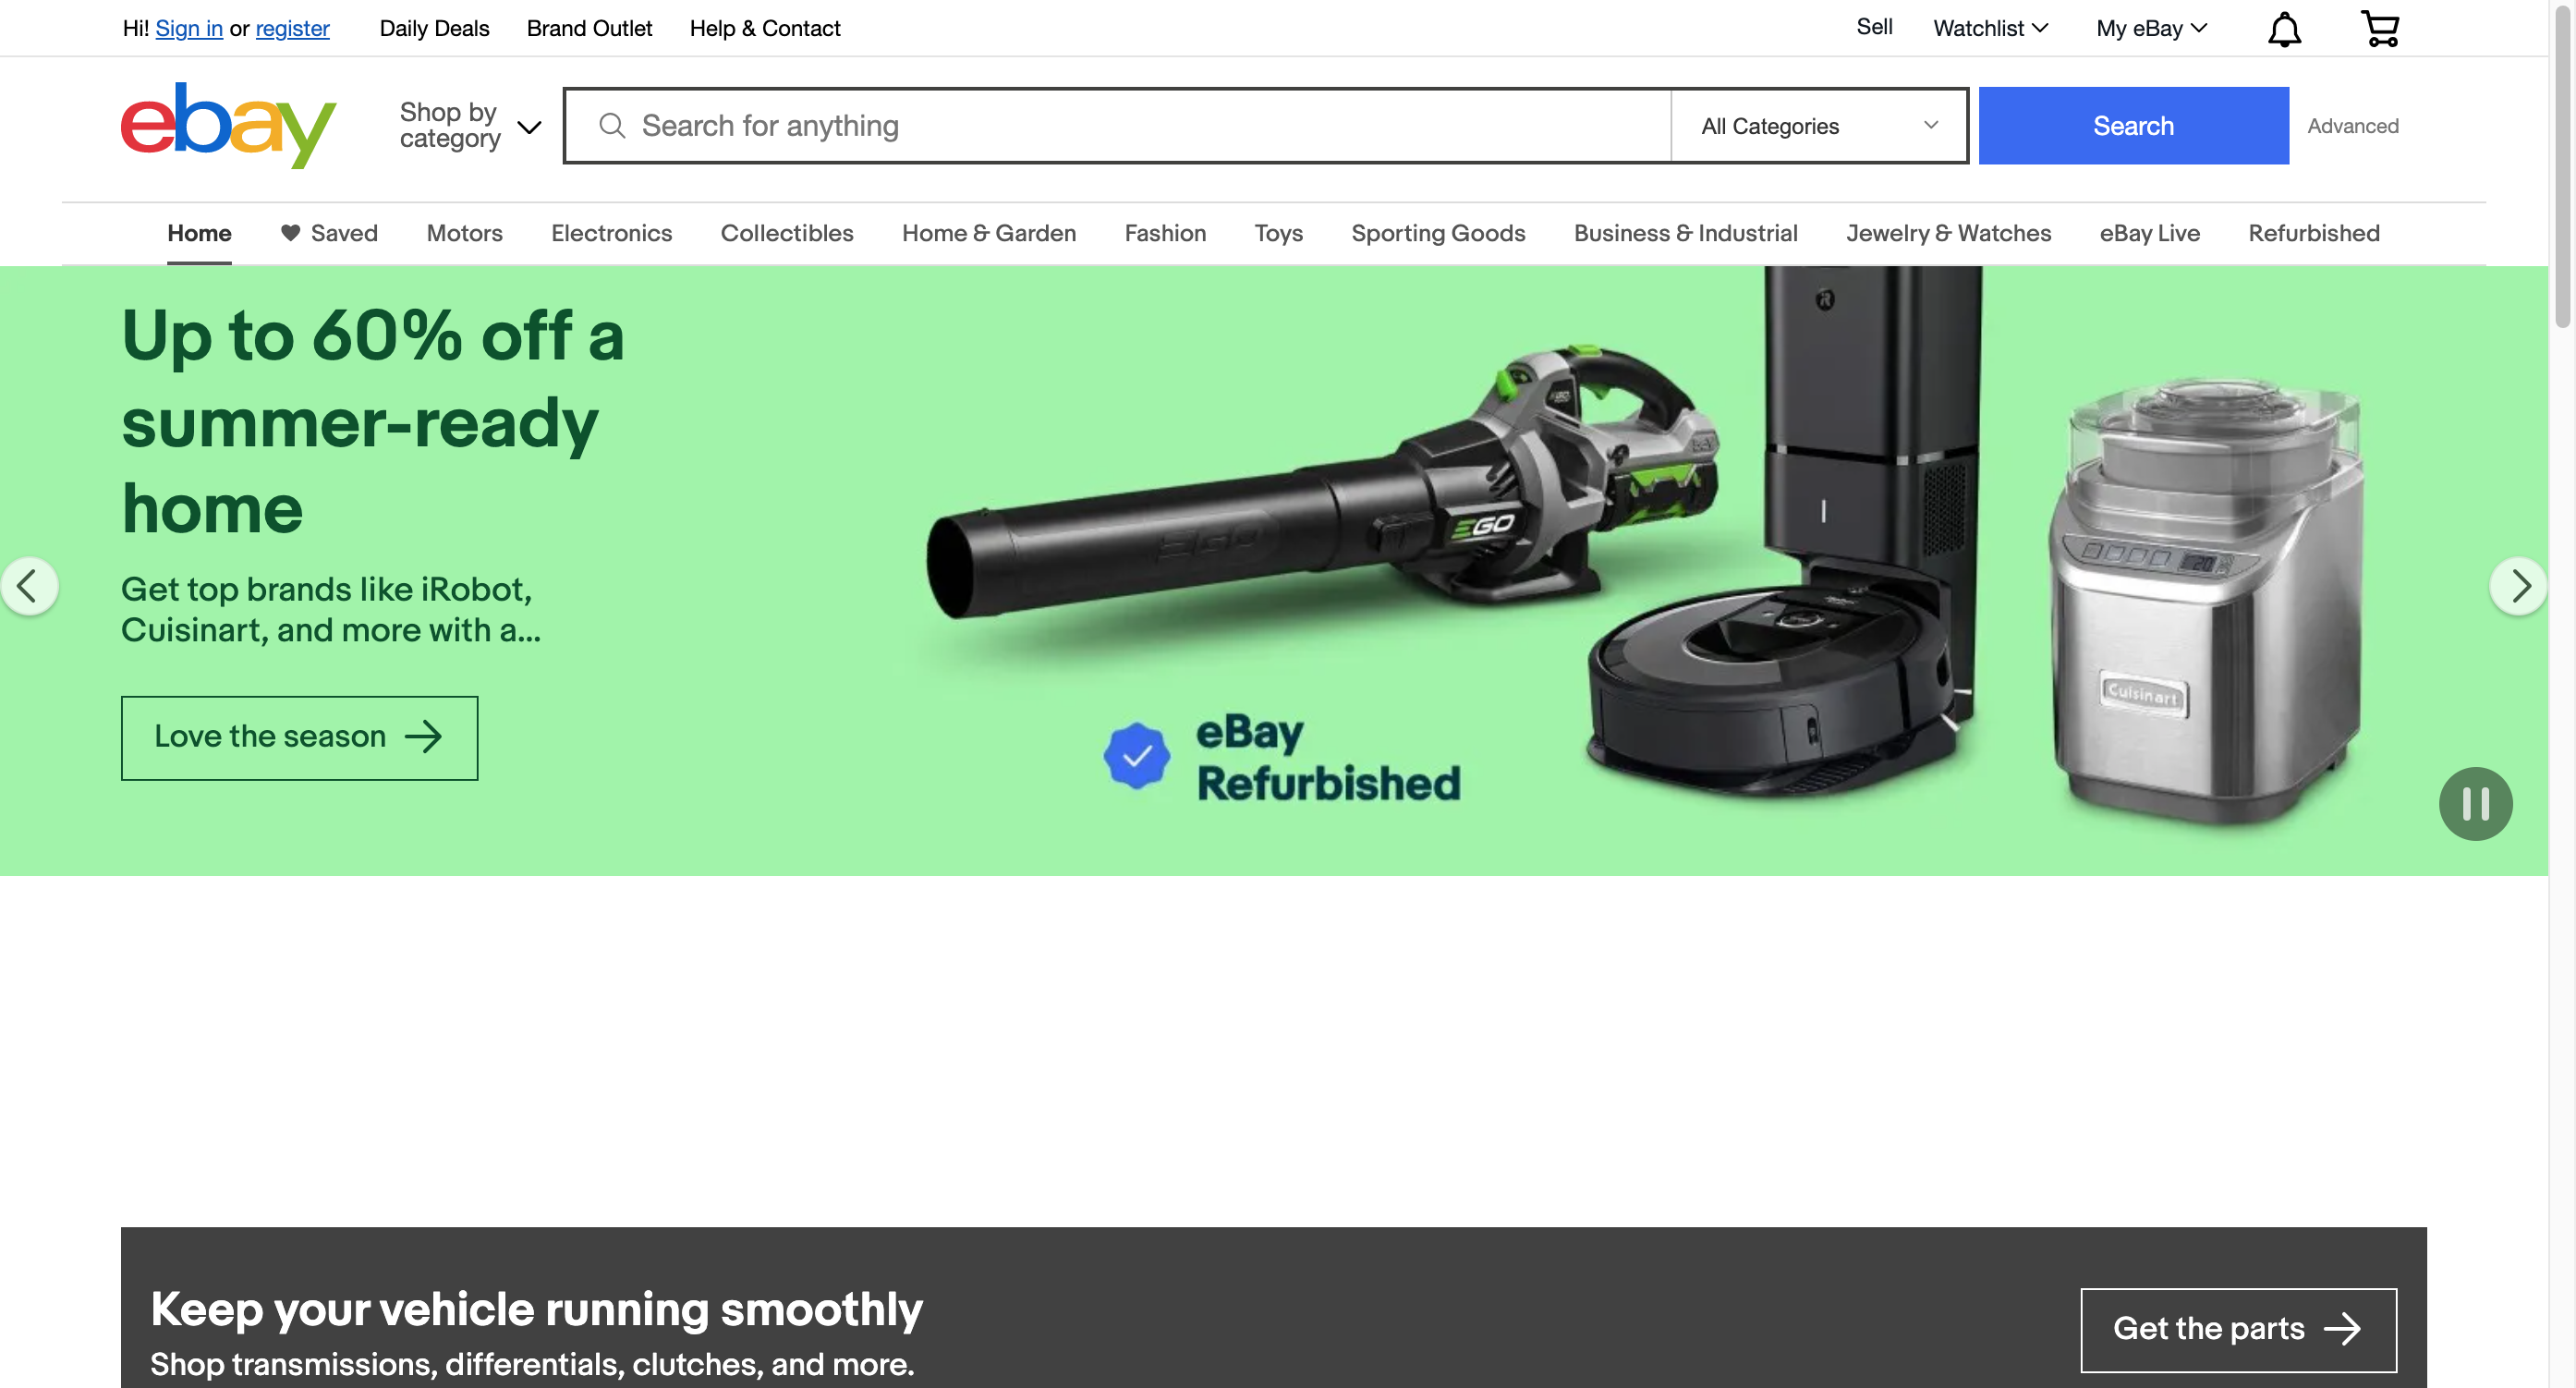 Hi! Sign in or register
Daily Deals
Brand Outlet
Help & Contact
Sell
Watchlist
My eBay
ebay
Shop by
category
Search for anything
All Categories
Search
Advanced
Home
Saved
Motors
Electronics
Collectibles
Home & Garden
Fashion
Toys
Sporting Goods
Business & Industrial
Jewelry & Watches
eBay Live
Refurbished
Up to 60% off a
summer-ready
home
Get top brands like iRobot,
Cuisinart, and more with a...
Love the season
EGO
EGO
eBay
Refurbished
Cuisinart
Keep your vehicle running smoothly
Shop transmissions, differentials, clutches, and more.
Get the parts